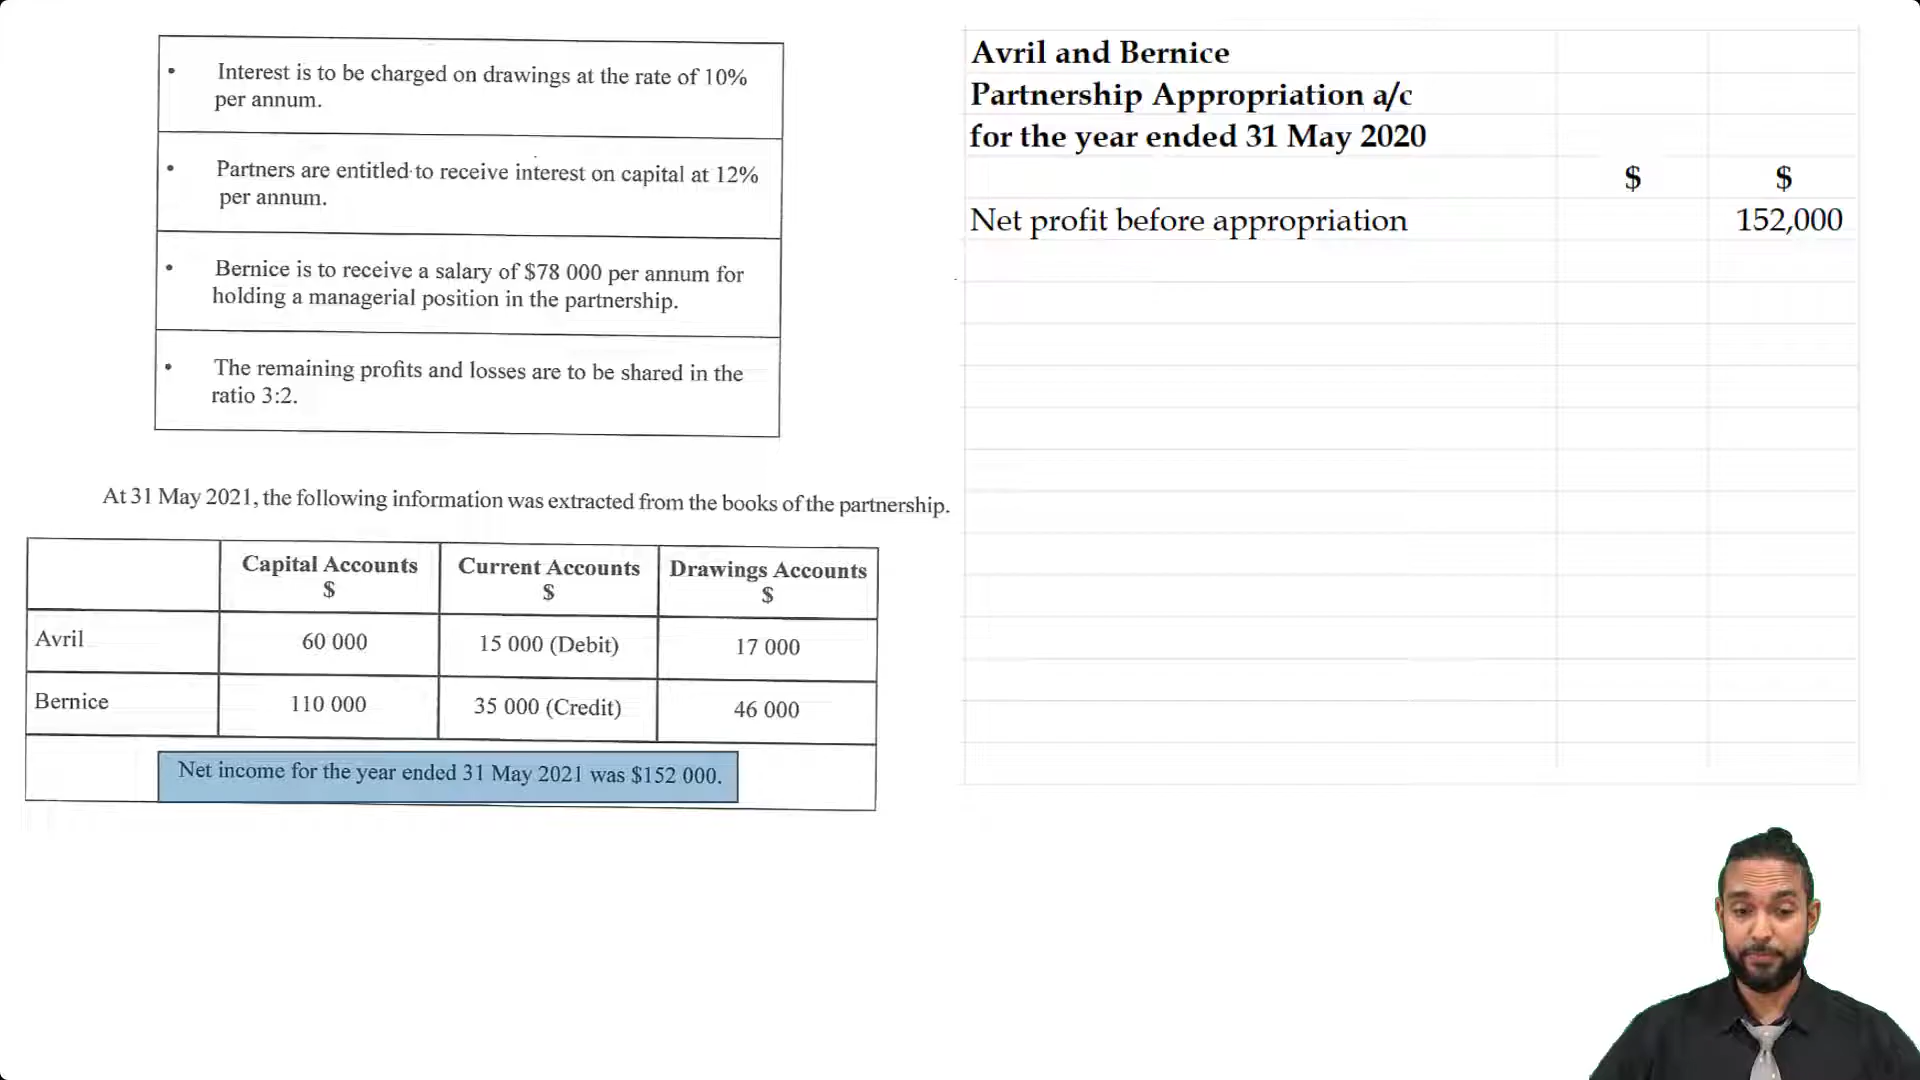 • Interest is to be charged on drawings at the rate of 10%
per annum.
• Partners are entitled to receive interest on capital at 12%
per annum.
• Bernice is to receive a salary of $78 000 per annum for
holding a managerial position in the partnership.
• The remaining profits and losses are to be shared in the
ratio 3:2.
At 31 May 2021, the following information was extracted from the books of the partnership.
Capital Accounts $ Current Accounts $ Drawings Accounts $
Avril 60 000 15 000 (Debit) 17 000
Bernice 110 000 35 000 (Credit) 46 000
Net income for the year ended 31 May 2021 was $152 000.
Avril and Bernice
Partnership Appropriation a/c
for the year ended 31 May 2020
$ $
Net profit before appropriation 152,000